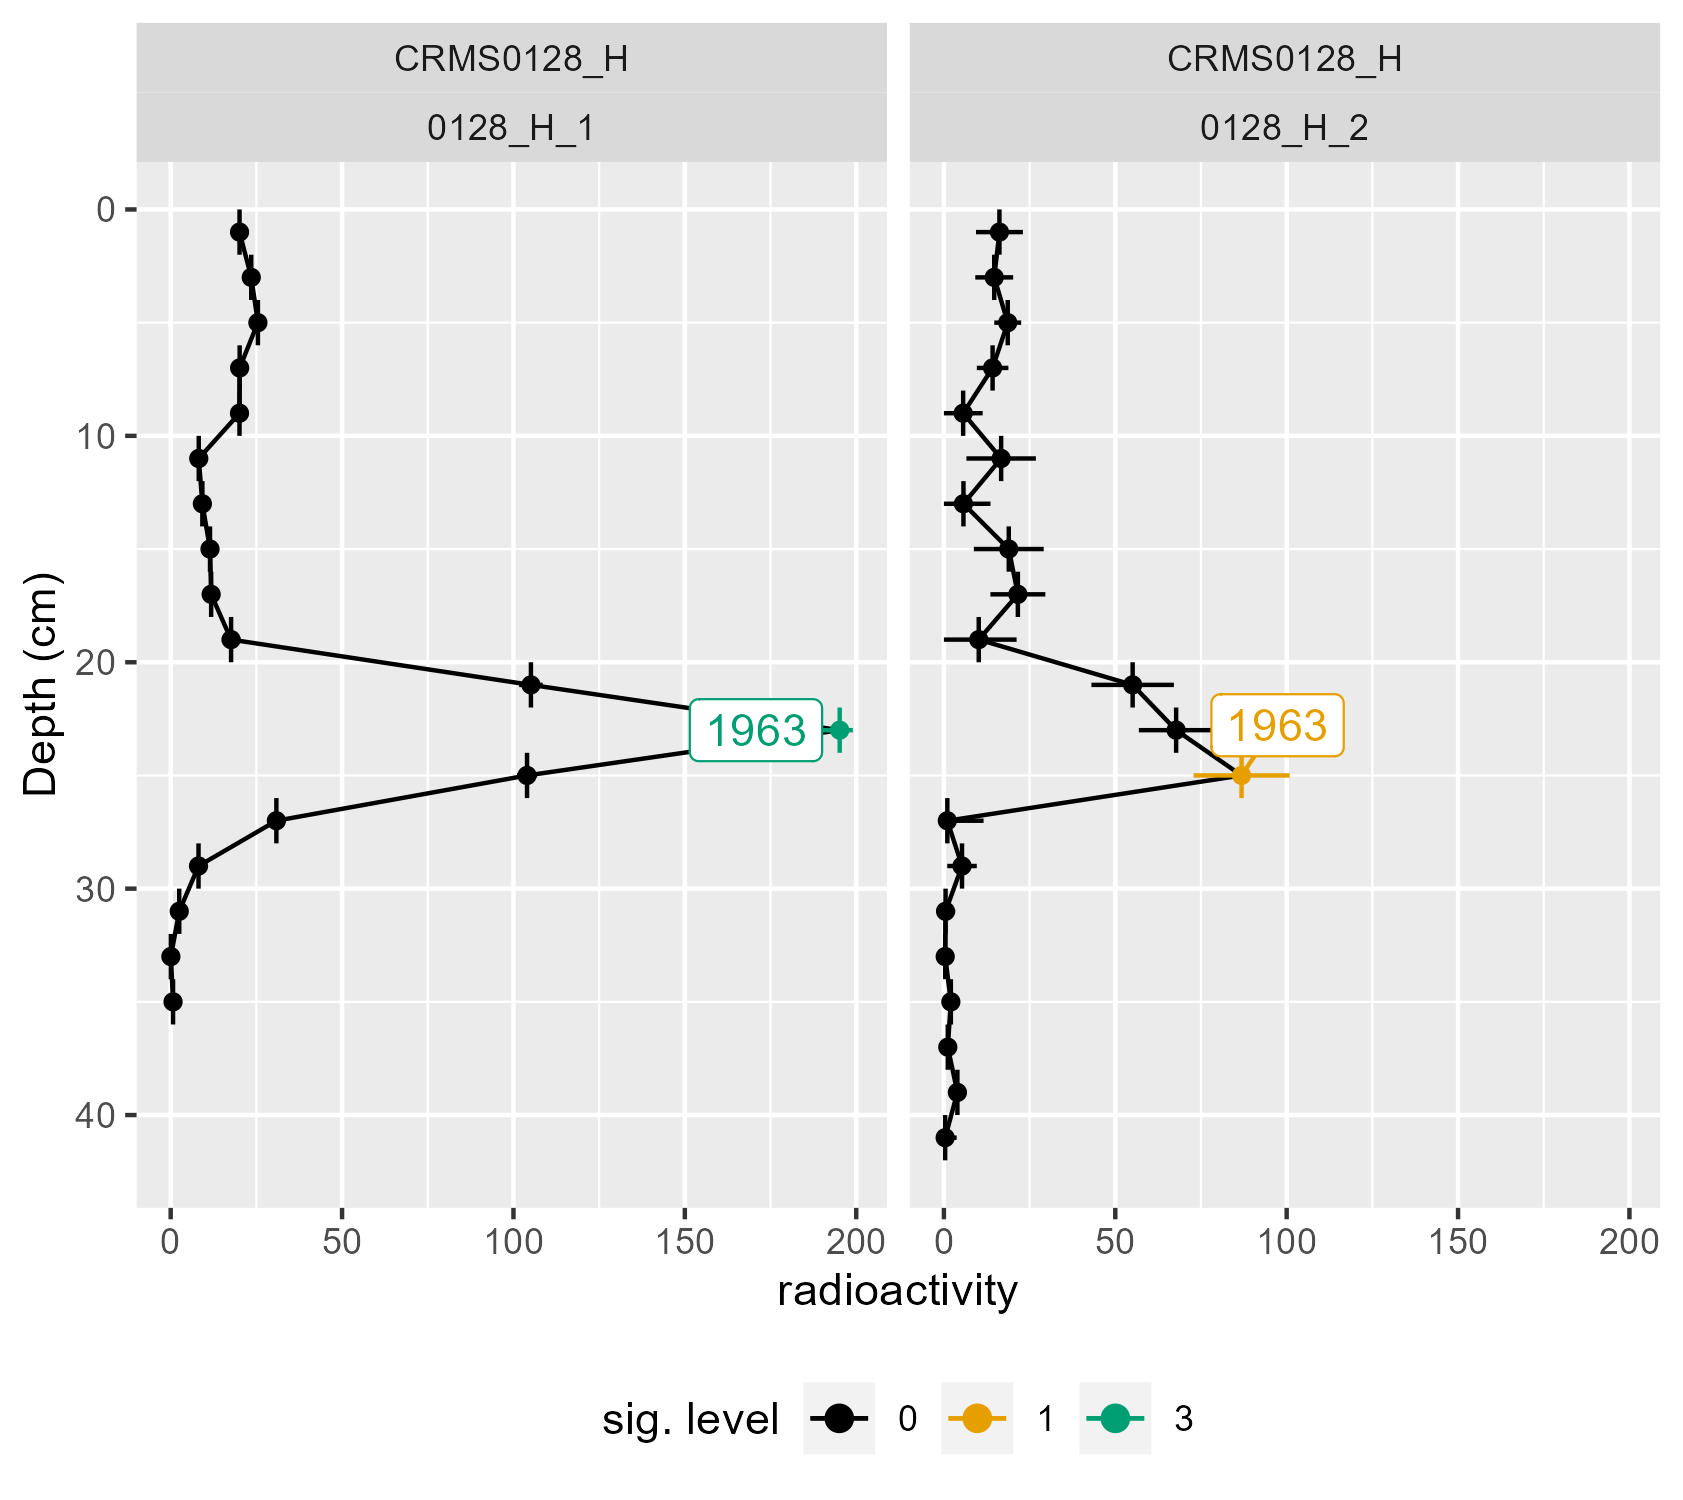 CRMS0128_H CRMS0128_H
0128_H_1 0128_H_2
0
10
20
30
40
Depth (cm)
1963 1963
0 50 100 150 200 0 50 100 150 200
radioactivity
sig. level 0 1 3